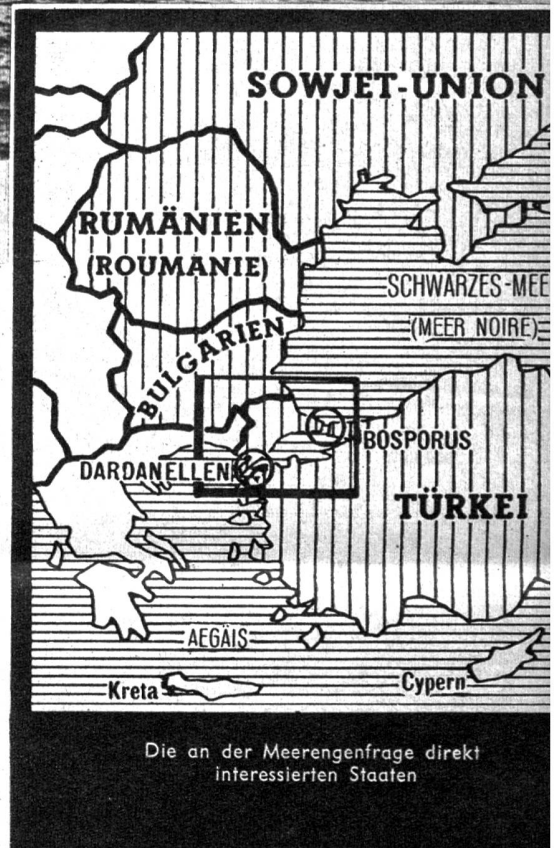 SOWJET-UNION
RUMÄNIEN
(ROUMANIE)
SCHWARZES-MEE
(MEER NOIRE)
BULGARIEN
BOSPORUS
DARDANELLEN
TÜRKEI
AEGÄIS
Kreta
Cypern
Die an der Meerengenfrage direkt
interessierten Staaten